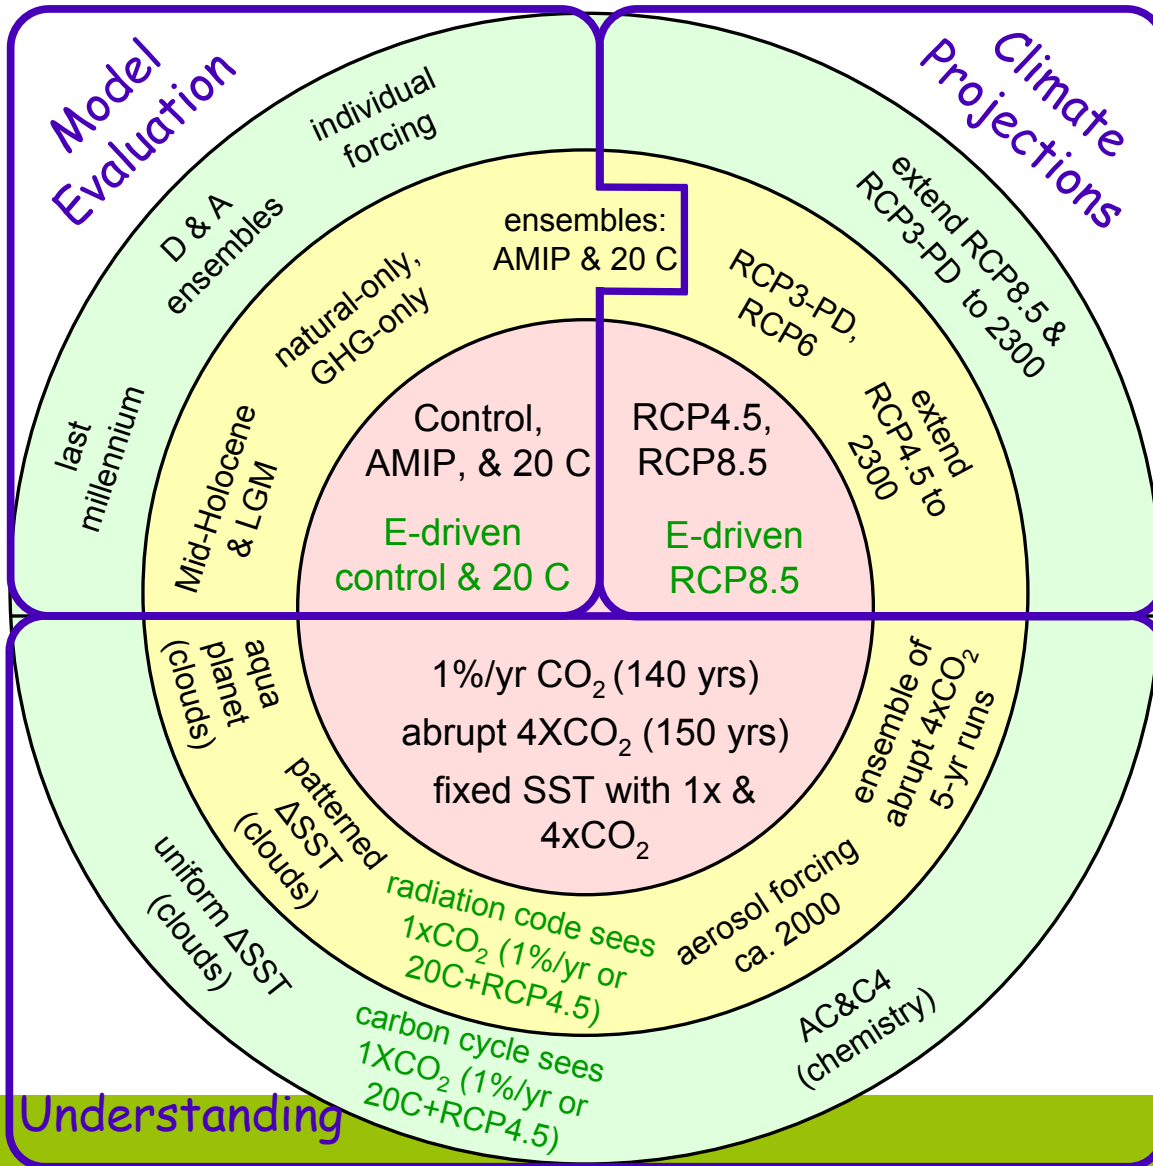 Model
Evaluation
Climate
Projections
individual
forcing
D & A
ensembles
last
millennium
extend RCP8.5 &
RCP3-PD to 2300
ensembles:
AMIP & 20 C
natural-only,
GHG-only
Mid-Holocene
& LGM
RCP3-PD,
RCP6
extend
RCP4.5 to
2300
Control,
AMIP, & 20 C
E-driven
control & 20 C
RCP4.5,
RCP8.5
E-driven
RCP8.5
1%/yr CO₂ (140 yrs)
abrupt 4XCO₂ (150 yrs)
fixed SST with 1x &
4xCO₂
aqua
planet
(clouds)
patterned
ΔSST
(clouds)
radiation code sees
1xCO₂ (1%/yr or
20C+RCP4.5)
aerosol forcing
ca. 2000
ensemble of
abrupt 4xCO₂
5-yr runs
uniform ΔSST
(clouds)
carbon cycle sees
1XCO₂ (1%/yr or
20C+RCP4.5)
AC&C4
(chemistry)
Understanding